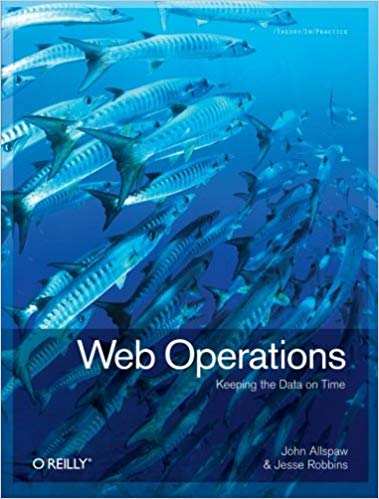 /THEORY/IN/PRACTICE
Web Operations
Keeping the Data on Time
John Allspaw
& Jesse Robbins
O'REILLY®